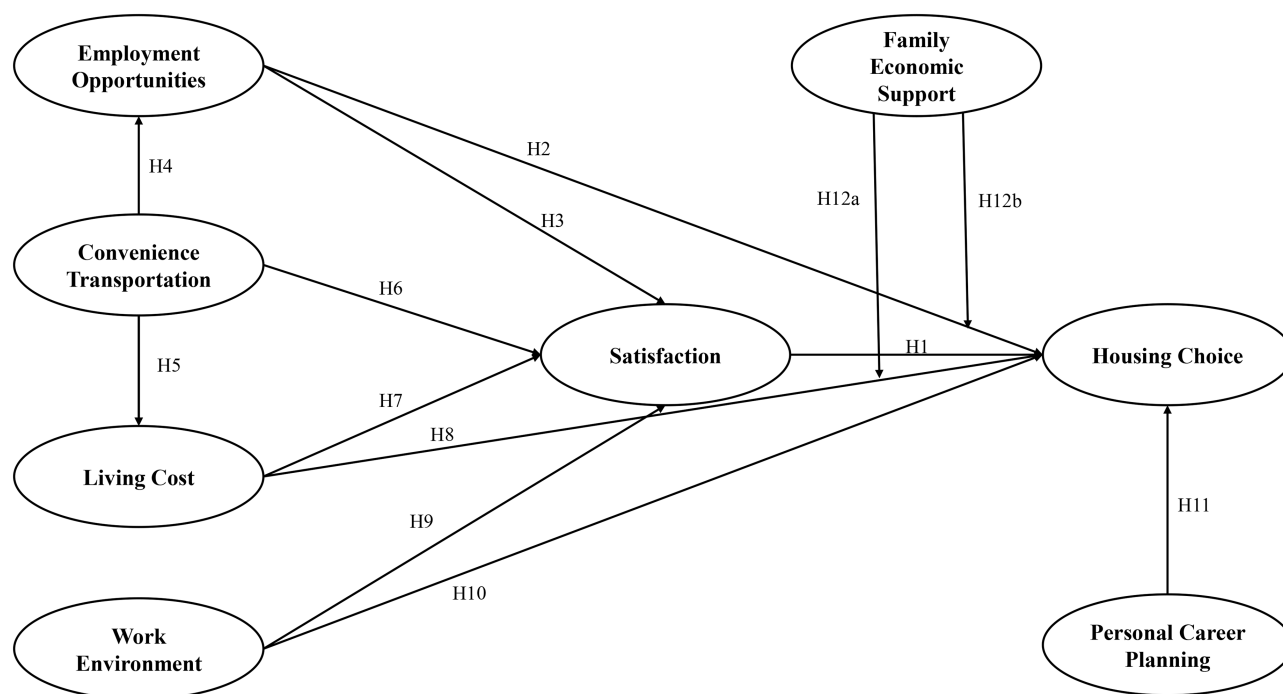 Employment
Opportunities
Family
Economic
Support
H2
H4
H12a
H12b
H3
Convenience
Transportation
H6
H1
Satisfaction
Housing Choice
H5
H7
H8
Living Cost
H9
H11
H10
Work
Environment
Personal Career
Planning